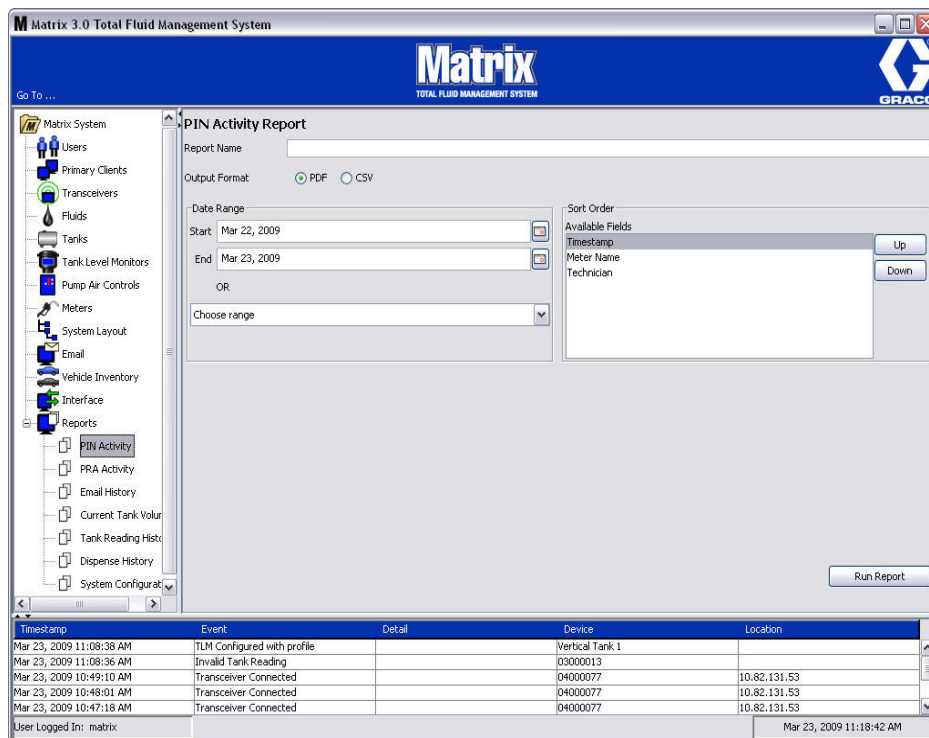 M Matrix 3.0 Total Fluid Management System
Matrix
TOTAL FLUID MANAGEMENT SYSTEM
Go To ...
G
GRACO
Matrix System
Users
Primary Clients
Transceivers
Fluids
Tanks
Tank Level Monitors
Pump Air Controls
Meters
System Layout
Email
Vehicle Inventory
Interface
Reports
PIN Activity
PRA Activity
Email History
Current Tank Volur
Tank Reading Histo
Dispense History
System Configurat
PIN Activity Report
Report Name
Output Format PDF CSV
Date Range
Start Mar 22, 2009
End Mar 23, 2009
OR
Choose range
Sort Order
Available Fields
Timestamp
Meter Name
Technician
Up
Down
Run Report
Timestamp Event Detail Device Location
Mar 23, 2009 11:08:38 AM TLM Configured with profile Vertical Tank 1
Mar 23, 2009 11:08:36 AM Invalid Tank Reading 03000013
Mar 23, 2009 10:49:10 AM Transceiver Connected 04000077 10.82.131.53
Mar 23, 2009 10:48:01 AM Transceiver Connected 04000077 10.82.131.53
Mar 23, 2009 10:47:18 AM Transceiver Connected 04000077 10.82.131.53
User Logged In: matrix Mar 23, 2009 11:18:42 AM